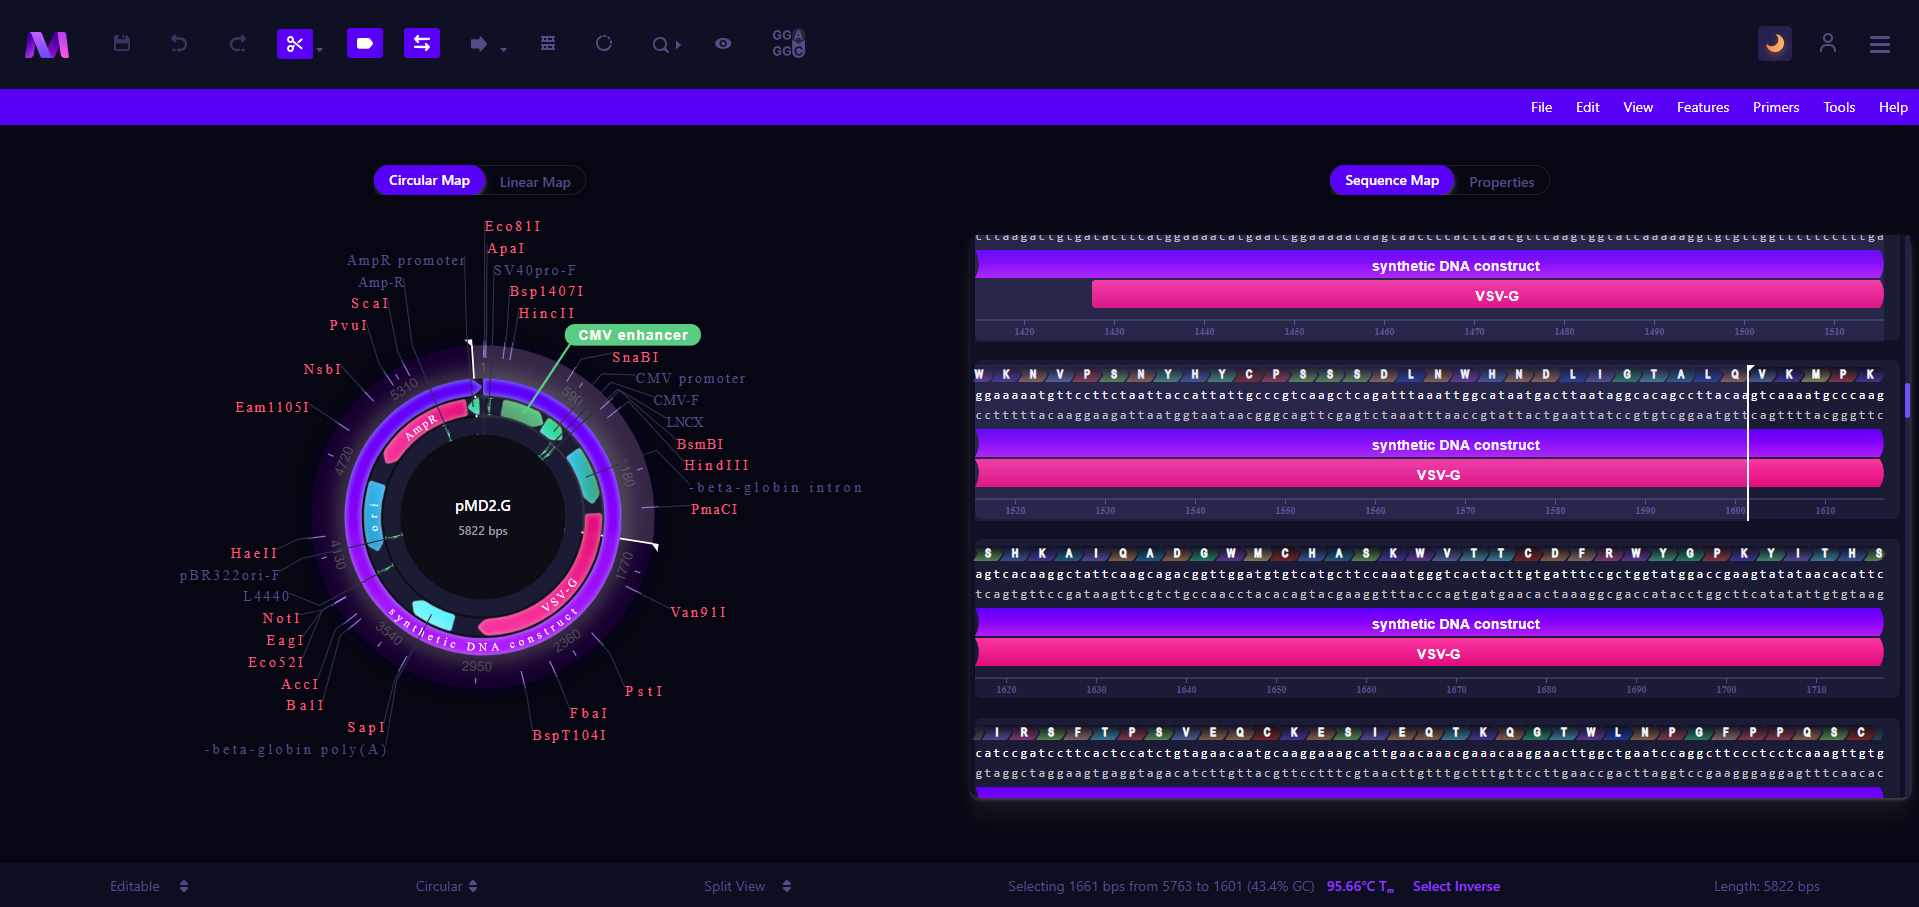 GGA
GGC
File Edit View Features Primers Tools Help
Circular Map Linear Map
Sequence Map Properties
Eco81I
ApaI
AmpR promoter
SV40pro-F
Amp-R
Bsp1407I
ScaI
HincII
PvuI
CMV enhancer
SnaBI
NsbI
CMV promoter
CMV-F
Eam1105I
LNCX
BsmBI
HindIII
-beta-globin intron
PmaCI
HaeII
pBR322ori-F
L4440
NotI
Van91I
EagI
Eco52I
AccI
PstI
BalI
FbaI
SapI
BspT104I
-beta-globin poly(A)
1
590
1770
2360
2950
3540
4130
4720
5310
AmpR
ori
VSV-G
synthetic DNA construct
pMD2.G
5822 bps
synthetic DNA construct
VSV-G
1420 1430 1440 1450 1460 1470 1480 1490 1500 1510
W K N V P S N Y H Y C P S S S D L N W H N D L I G T A L Q V K M P K
ggaaaaatgttccttctaattaccattattgcccgtcaagctcagatttaaattggcataatgacttaataggcacagccttacaagtcaaaatgcccaag
cctttttacaaggaagattaatggtaataacgggcagttcgagtctaaatttaaccgtattactgaattatccgtgtcggaatgttcagttttacgggttc
synthetic DNA construct
VSV-G
1520 1530 1540 1550 1560 1570 1580 1590 1600 1610
S H K A I Q A D G W M C H A S K W V T T C D F R W Y G P K Y I T H S
agtcacaaggctattcaagcagacggttggatgtgtcatgcttccaaatgggtcactacttgtgatttccgctggtatggaccgaagtatataacacattc
tcagtgttccgataagttcgtctgccaacctacacagtacgaaggtttacccagtgatgaacactaaaggcgaccatacctggcttcatatattgtgtaag
synthetic DNA construct
VSV-G
1620 1630 1640 1650 1660 1670 1680 1690 1700 1710
I R S F T P S V E Q C K E S I E Q T K Q G T W L N P G F P P Q S C
catccgatccttcactccatctgtagaacaatgcaaggaaagcattgaacaaacgaaacaaggaacttggctgaatccaggcttccctcctcaaagttgtg
gtaggctaggaagtgaggtagacatcttgttacgttcctttcgtaacttgtttgctttgttccttgaaccgacttaggtccgaagggaggagtttcaacac
Editable Circular Split View Selecting 1661 bps from 5763 to 1601 (43.4% GC) 95.66°C Tm Select Inverse Length: 5822 bps